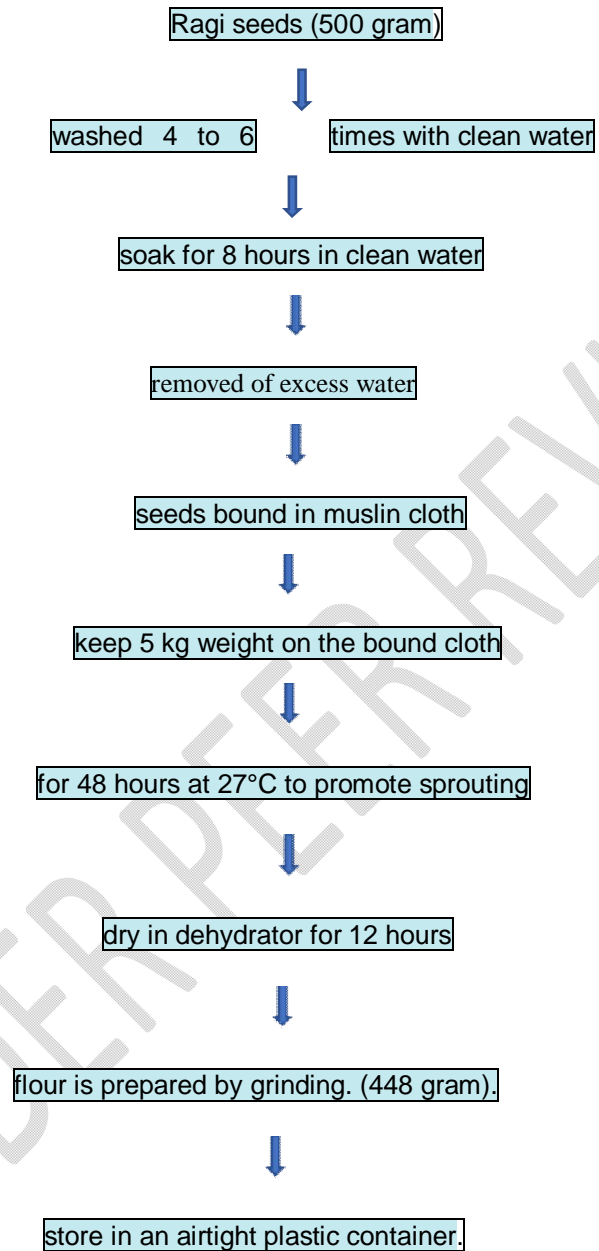 Ragi seeds (500 gram)
washed 4 to 6 times with clean water
soak for 8 hours in clean water
removed of excess water
seeds bound in muslin cloth
keep 5 kg weight on the bound cloth
for 48 hours at 27°C to promote sprouting
dry in dehydrator for 12 hours
flour is prepared by grinding. (448 gram).
store in an airtight plastic container.